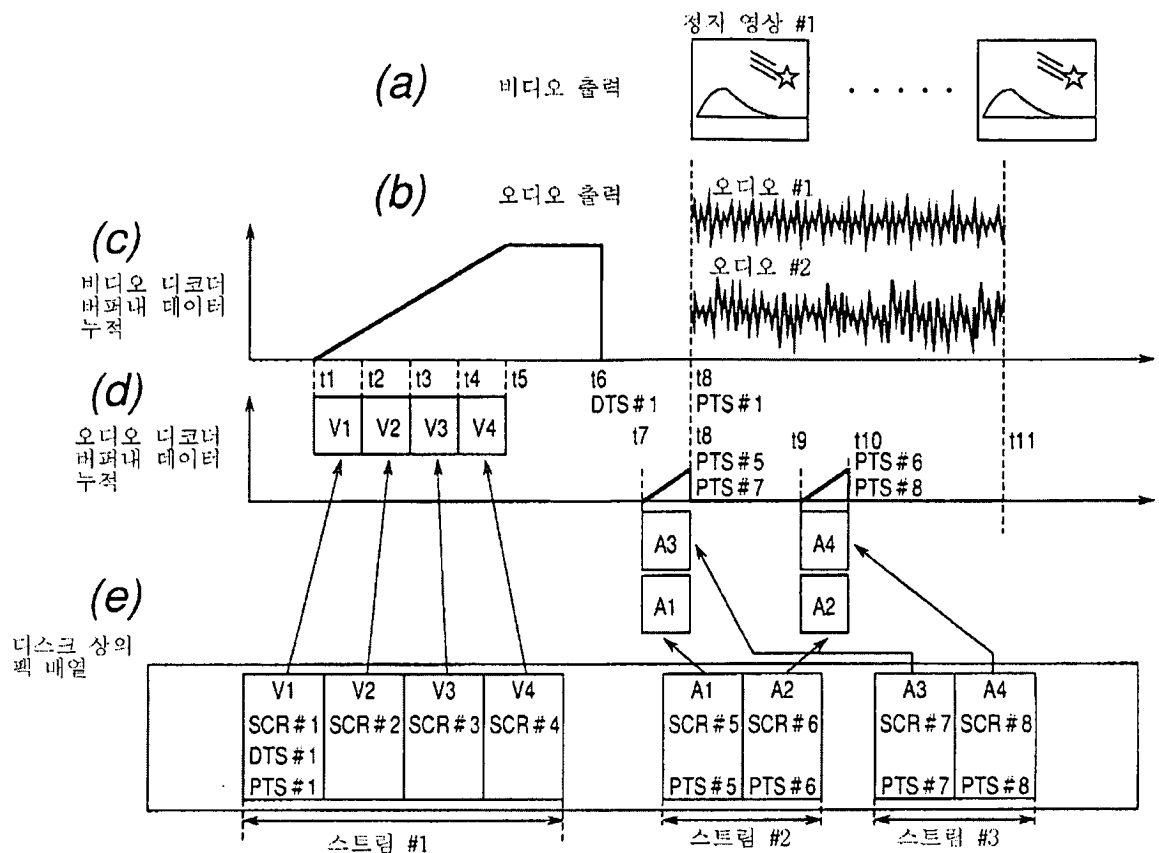 정지 영상 #1
(a) 비디오 출력
. . . . .
(b) 오디오 출력
오디오 #1
오디오 #2
(c)
비디오 디코더
버퍼내 데이터
누적
t1 t2 t3 t4 t5 t6 t8
DTS #1 PTS #1
(d)
오디오 디코더
버퍼내 데이터
누적
V1 V2 V3 V4
t7 t8 t9 t10 t11
PTS #5 PTS #6
PTS #7 PTS #8
A3 A4
A1 A2
(e)
디스크 상의
팩 배열
V1 V2 V3 V4 A1 A2 A3 A4
SCR #1 SCR #2 SCR #3 SCR #4 SCR #5 SCR #6 SCR #7 SCR #8
DTS #1
PTS #1 PTS #5 PTS #6 PTS #7 PTS #8
스트림 #1 스트림 #2 스트림 #3